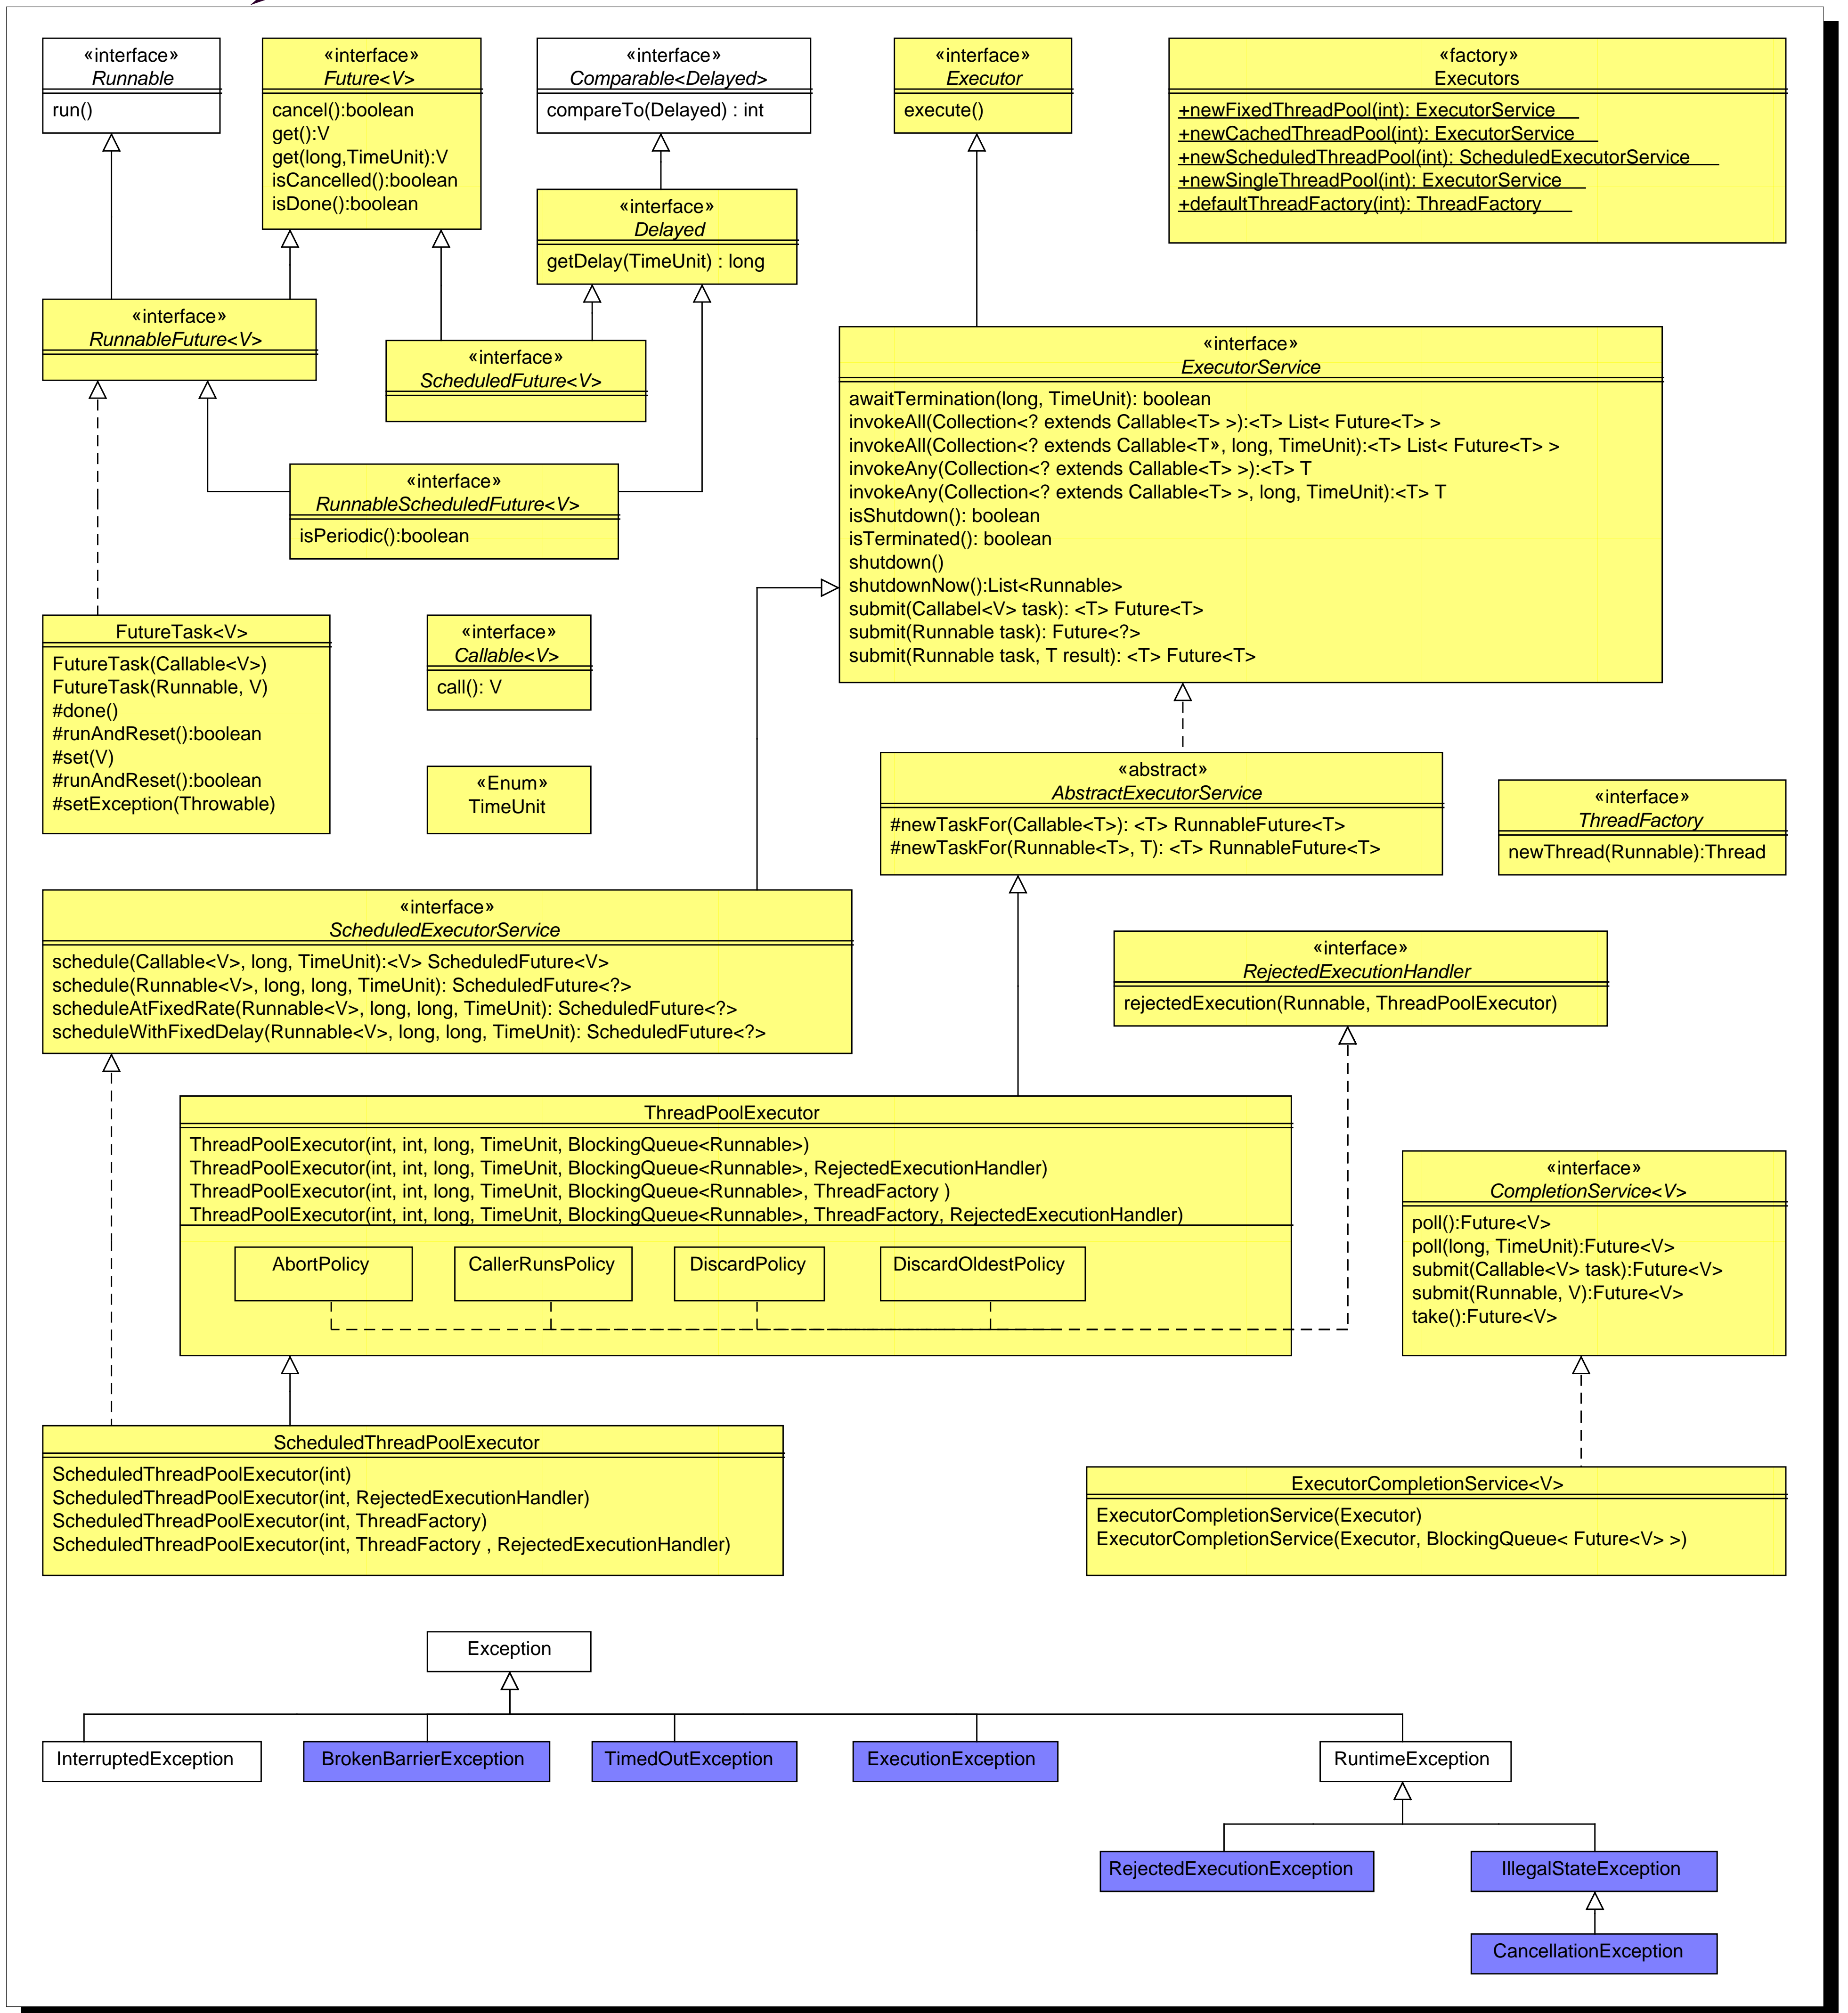 «interface»
Runnable
run()
«interface»
Future<V>
cancel():boolean
get():V
get(long,TimeUnit):V
isCancelled():boolean
isDone():boolean
«interface»
Comparable<Delayed>
compareTo(Delayed) : int
«interface»
Executor
execute()
«factory»
Executors
+newFixedThreadPool(int): ExecutorService
+newCachedThreadPool(int): ExecutorService
+newScheduledThreadPool(int): ScheduledExecutorService
+newSingleThreadPool(int): ExecutorService
+defaultThreadFactory(int): ThreadFactory
«interface»
Delayed
getDelay(TimeUnit) : long
«interface»
RunnableFuture<V>
«interface»
ScheduledFuture<V>
«interface»
ExecutorService
awaitTermination(long, TimeUnit): boolean
invokeAll(Collection<? extends Callable<T> >):<T> List< Future<T> >
invokeAll(Collection<? extends Callable<T», long, TimeUnit):<T> List< Future<T> >
invokeAny(Collection<? extends Callable<T> >):<T> T
invokeAny(Collection<? extends Callable<T> >, long, TimeUnit):<T> T
isShutdown(): boolean
isTerminated(): boolean
shutdown()
shutdownNow():List<Runnable>
submit(Callabel<V> task): <T> Future<T>
submit(Runnable task): Future<?>
submit(Runnable task, T result): <T> Future<T>
«interface»
RunnableScheduledFuture<V>
isPeriodic():boolean
FutureTask<V>
FutureTask(Callable<V>)
FutureTask(Runnable, V)
#done()
#runAndReset():boolean
#set(V)
#runAndReset():boolean
#setException(Throwable)
«interface»
Callable<V>
call(): V
«Enum»
TimeUnit
«abstract»
AbstractExecutorService
#newTaskFor(Callable<T>): <T> RunnableFuture<T>
#newTaskFor(Runnable<T>, T): <T> RunnableFuture<T>
«interface»
ThreadFactory
newThread(Runnable):Thread
«interface»
ScheduledExecutorService
schedule(Callable<V>, long, TimeUnit):<V> ScheduledFuture<V>
schedule(Runnable<V>, long, long, TimeUnit): ScheduledFuture<?>
scheduleAtFixedRate(Runnable<V>, long, long, TimeUnit): ScheduledFuture<?>
scheduleWithFixedDelay(Runnable<V>, long, long, TimeUnit): ScheduledFuture<?>
«interface»
RejectedExecutionHandler
rejectedExecution(Runnable, ThreadPoolExecutor)
ThreadPoolExecutor
ThreadPoolExecutor(int, int, long, TimeUnit, BlockingQueue<Runnable>)
ThreadPoolExecutor(int, int, long, TimeUnit, BlockingQueue<Runnable>, RejectedExecutionHandler)
ThreadPoolExecutor(int, int, long, TimeUnit, BlockingQueue<Runnable>, ThreadFactory )
ThreadPoolExecutor(int, int, long, TimeUnit, BlockingQueue<Runnable>, ThreadFactory, RejectedExecutionHandler)
AbortPolicy
CallerRunsPolicy
DiscardPolicy
DiscardOldestPolicy
«interface»
CompletionService<V>
poll():Future<V>
poll(long, TimeUnit):Future<V>
submit(Callable<V> task):Future<V>
submit(Runnable, V):Future<V>
take():Future<V>
ScheduledThreadPoolExecutor
ScheduledThreadPoolExecutor(int)
ScheduledThreadPoolExecutor(int, RejectedExecutionHandler)
ScheduledThreadPoolExecutor(int, ThreadFactory)
ScheduledThreadPoolExecutor(int, ThreadFactory , RejectedExecutionHandler)
ExecutorCompletionService<V>
ExecutorCompletionService(Executor)
ExecutorCompletionService(Executor, BlockingQueue< Future<V> >)
Exception
InterruptedException
BrokenBarrierException
TimedOutException
ExecutionException
RuntimeException
RejectedExecutionException
IllegalStateException
CancellationException